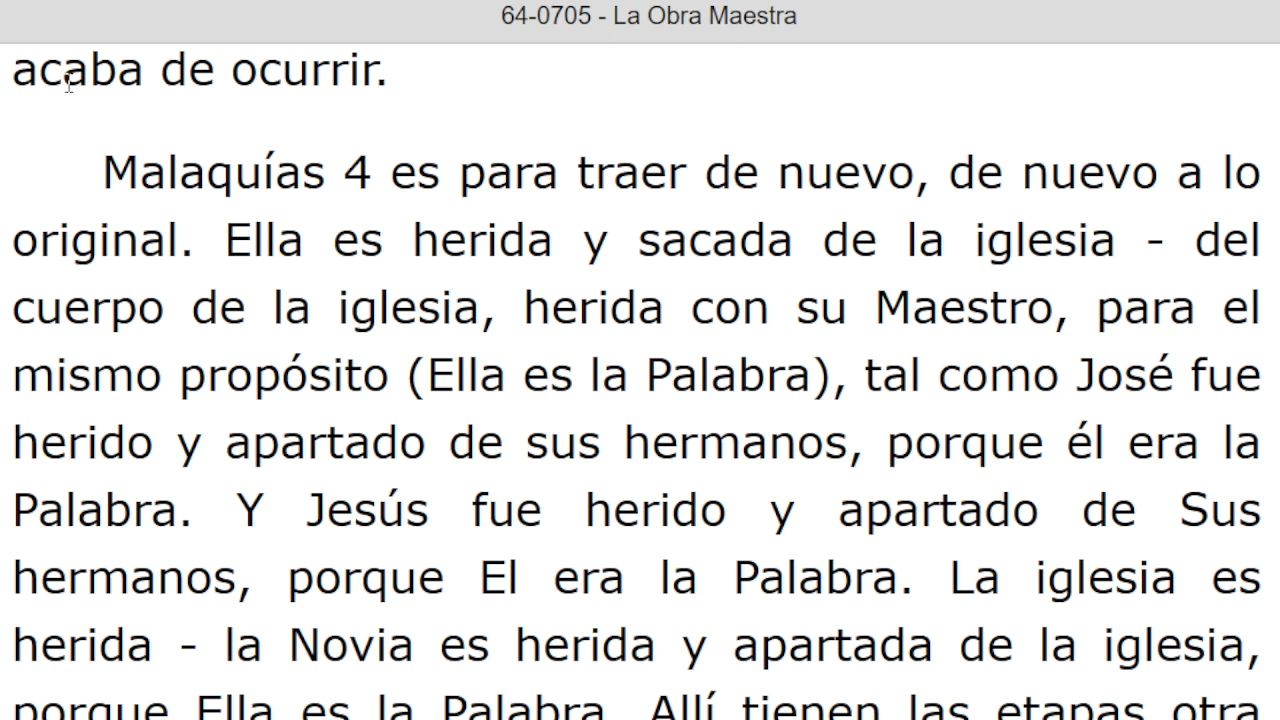 64-0705 - La Obra Maestra
acaba de ocurrir.
Malaquías 4 es para traer de nuevo, de nuevo a lo
original. Ella es herida y sacada de la iglesia - del
cuerpo de la iglesia, herida con su Maestro, para el
mismo propósito (Ella es la Palabra), tal como José fue
herido y apartado de sus hermanos, porque él era la
Palabra. Y Jesús fue herido y apartado de Sus
hermanos, porque El era la Palabra. La iglesia es
herida - la Novia es herida y apartada de la iglesia,
porque Ella es la Palabra. Allí tienen las etapas otra